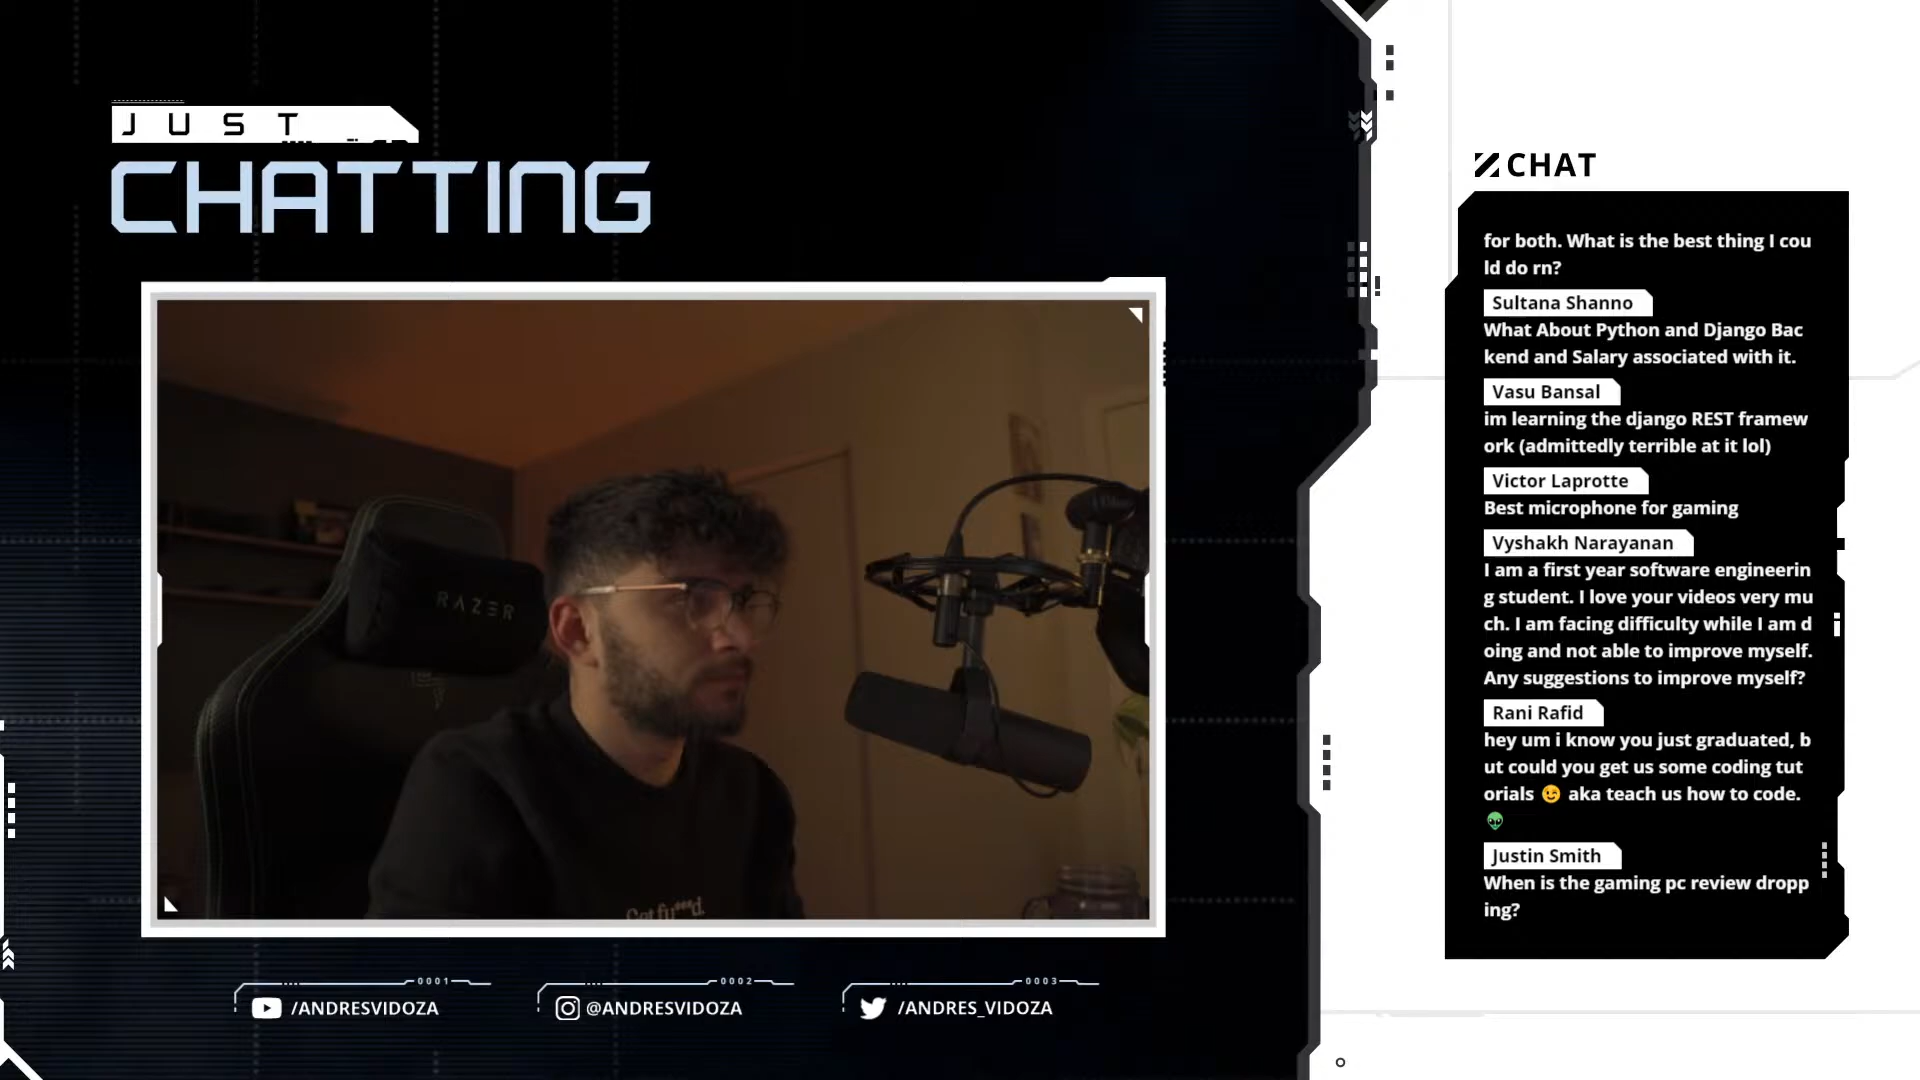 JUST
CHATTING
RAZER
Get fu***d.
0001
/ANDRESVIDOZA
0002
@ANDRESVIDOZA
0003
/ANDRES_VIDOZA
CHAT
for both. What is the best thing I cou
ld do rn?
Sultana Shanno
What About Python and Django Bac
kend and Salary associated with it.
Vasu Bansal
im learning the django REST framew
ork (admittedly terrible at it lol)
Victor Laprotte
Best microphone for gaming
Vyshakh Narayanan
I am a first year software engineerin
g student. I love your videos very mu
ch. I am facing difficulty while I am d
oing and not able to improve myself.
Any suggestions to improve myself?
Rani Rafid
hey um i know you just graduated, b
ut could you get us some coding tut
orials 😉 aka teach us how to code.
👽
Justin Smith
When is the gaming pc review dropp
ing?